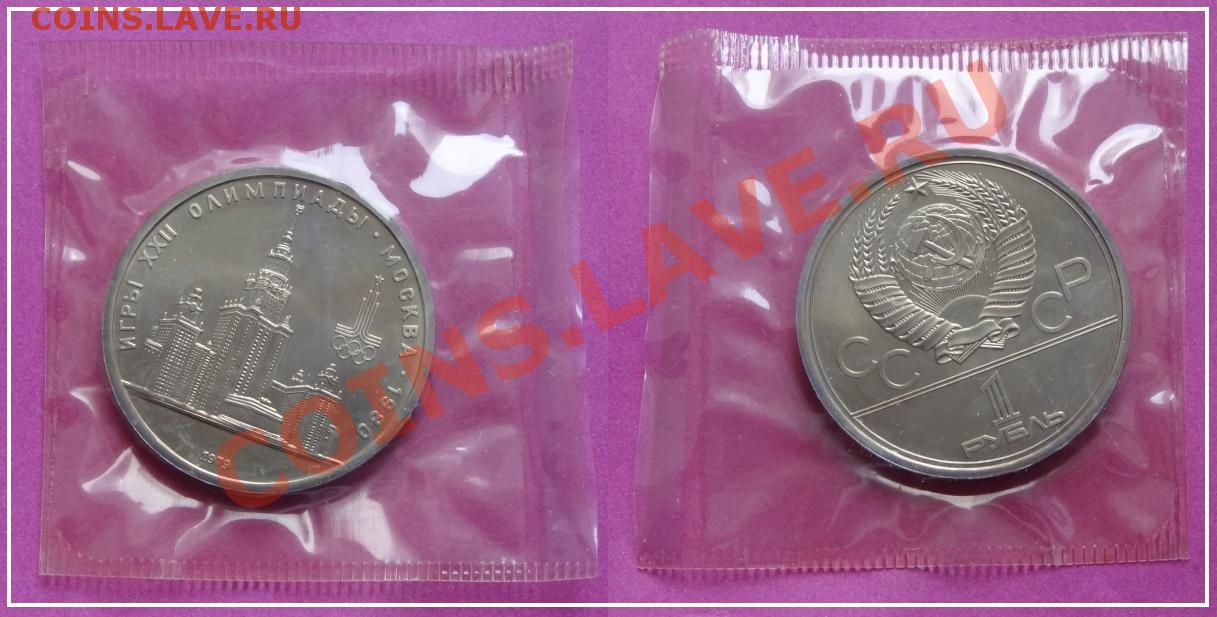 COINS.LAVE.RU
ИГРЫ XXII ОЛИМПИАДЫ • МОСКВА • 1980
1979
СССР
1
РУБЛЬ
COINS.LAVE.RU